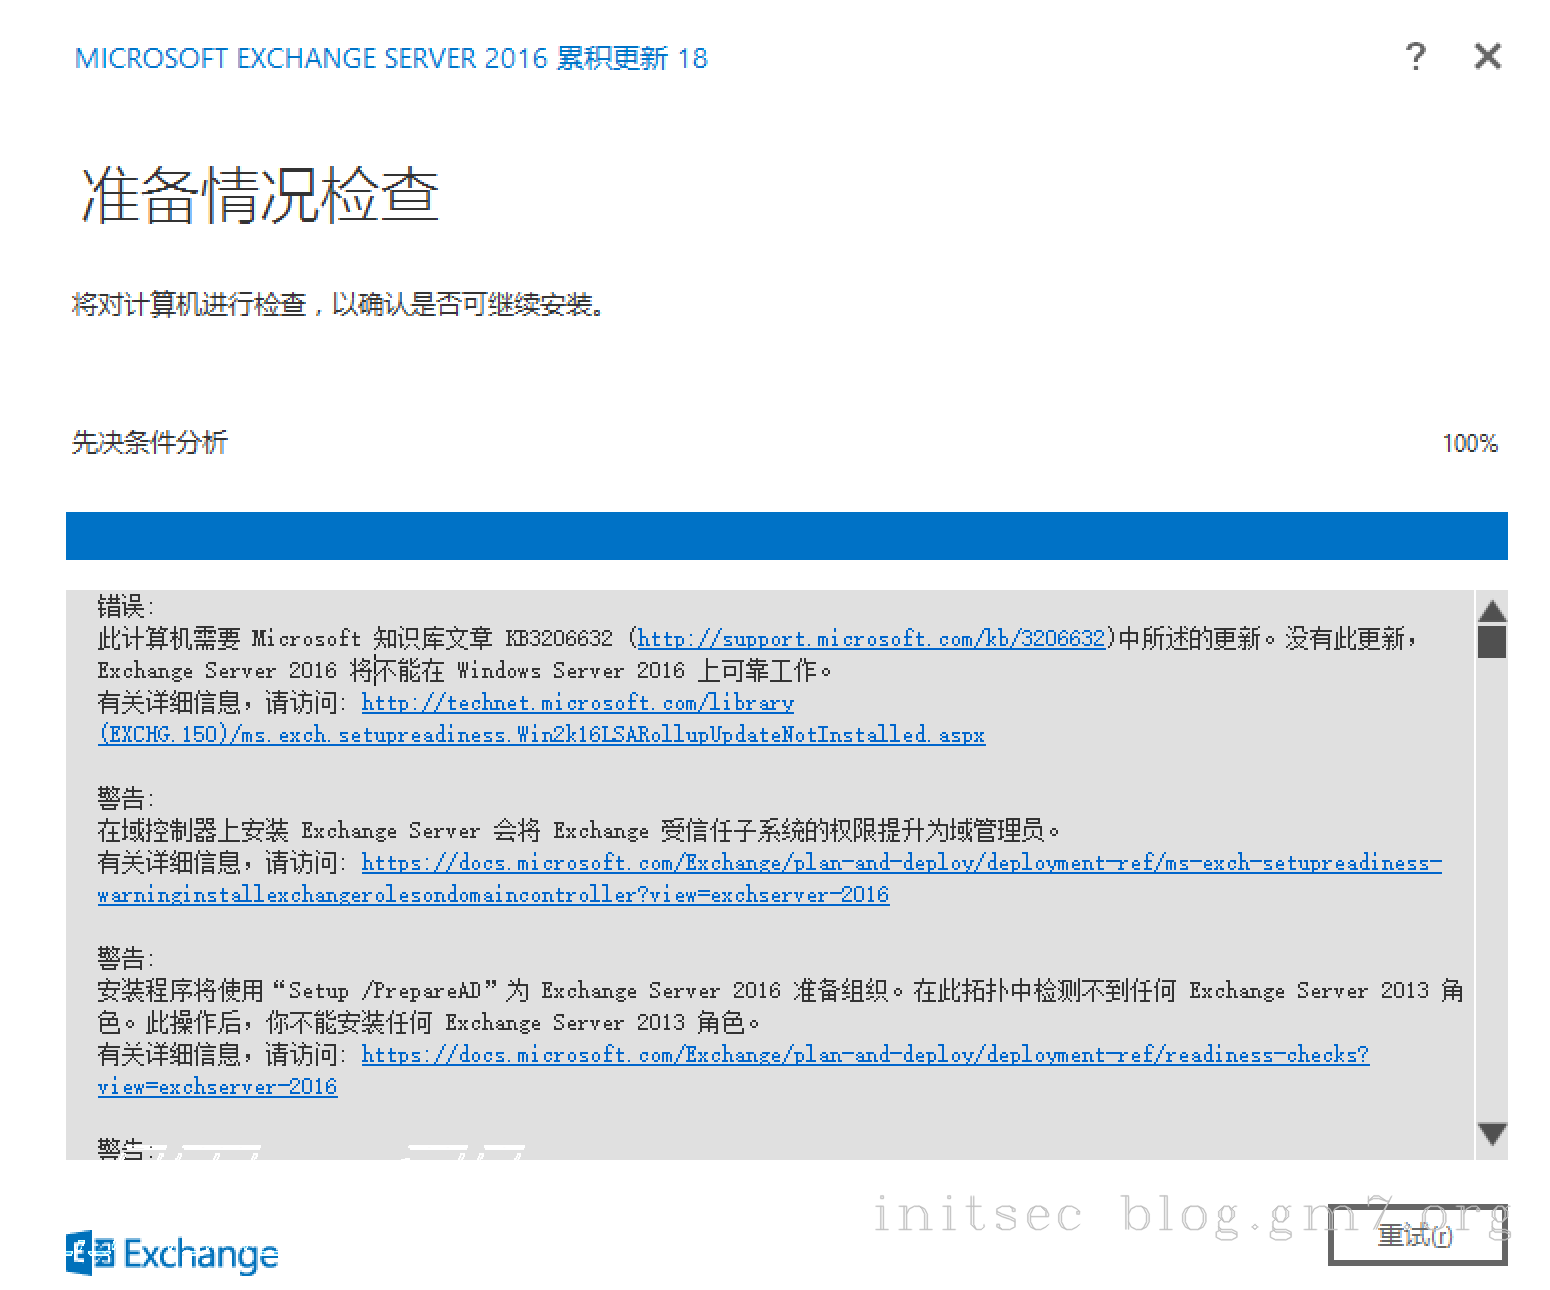 MICROSOFT EXCHANGE SERVER 2016 累积更新 18
? ×
准备情况检查
将对计算机进行检查，以确认是否可继续安装。
先决条件分析 100%
错误:
此计算机需要 Microsoft 知识库文章 KB3206632 (http://support.microsoft.com/kb/3206632)中所述的更新。没有此更新，
Exchange Server 2016 将不能在 Windows Server 2016 上可靠工作。
有关详细信息，请访问: http://technet.microsoft.com/library
(EXCHG.150)/ms.exch.setupreadiness.Win2k16LSARollupUpdateNotInstalled.aspx
警告:
在域控制器上安装 Exchange Server 会将 Exchange 受信任子系统的权限提升为域管理员。
有关详细信息，请访问: https://docs.microsoft.com/Exchange/plan-and-deploy/deployment-ref/ms-exch-setupreadiness-
warninginstallexchangerolesondomaincontroller?view=exchserver-2016
警告:
安装程序将使用“Setup /PrepareAD”为 Exchange Server 2016 准备组织。在此拓扑中检测不到任何 Exchange Server 2013 角
色。此操作后，你不能安装任何 Exchange Server 2013 角色。
有关详细信息，请访问: https://docs.microsoft.com/Exchange/plan-and-deploy/deployment-ref/readiness-checks?
view=exchserver-2016
警告:
initsec blog.gm7.org
重试(r)
Exchange